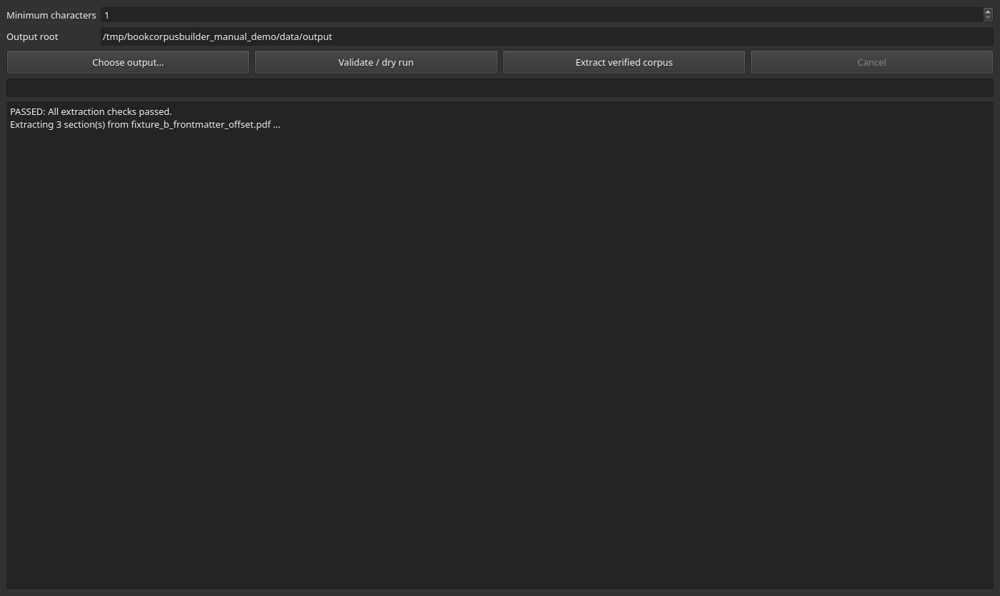 Minimum characters 1
Output root /tmp/bookcorpusbuilder_manual_demo/data/output
Choose output... Validate / dry run Extract verified corpus Cancel
PASSED: All extraction checks passed.
Extracting 3 section(s) from fixture_b_frontmatter_offset.pdf ...